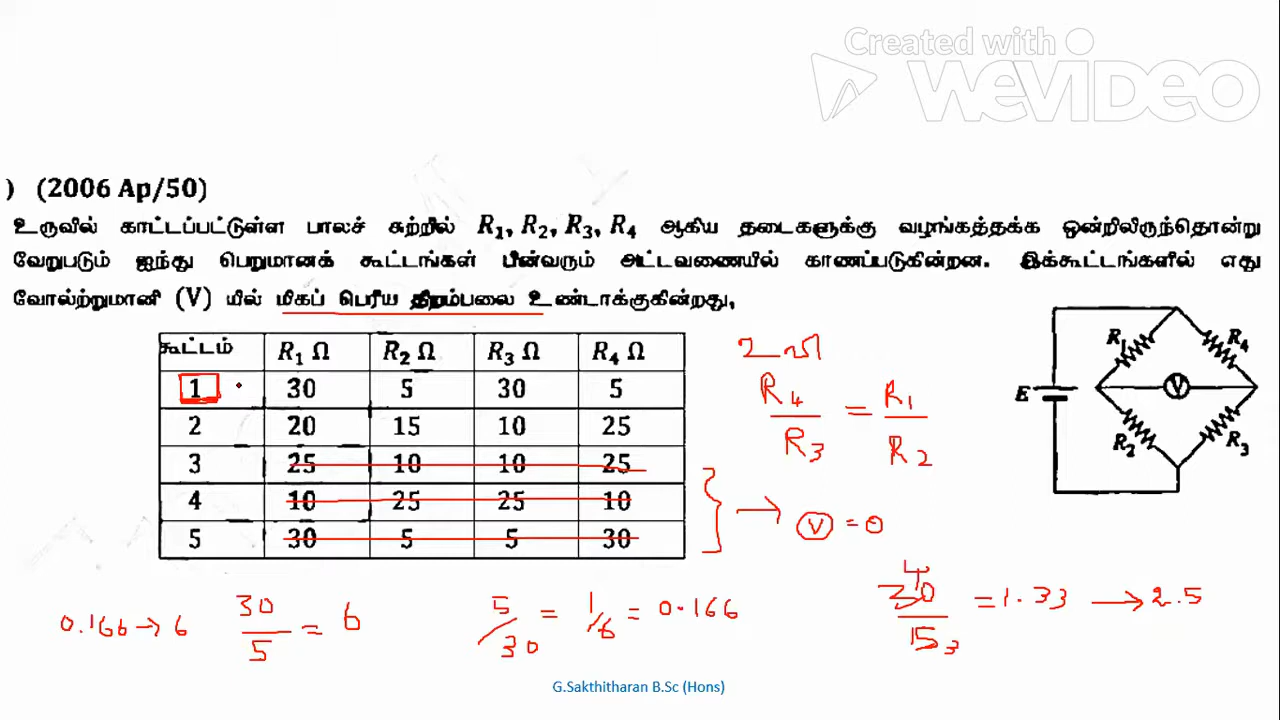 Created with
WEVIDEO
) (2006 Ap/50)
உருவில் காட்டப்பட்டுள்ள பாலச் சுற்றில் R₁, R₂, R₃, R₄ ஆகிய தடைகளுக்கு வழங்கத்தக்க ஒன்றிலிருந்தொன்று
வேறுபடும் ஐந்து பெறுமானக் கூட்டங்கள் பின்வரும் அட்டவணையில் காணப்படுகின்றன. இக்கூட்டங்களில் எது
வோல்ற்றுமானி (V) யில் மிகப் பெரிய திறம்பலை உண்டாக்குகின்றது,
கூட்டம் R₁ Ω R₂ Ω R₃ Ω R₄ Ω
1 30 5 30 5
2 20 15 10 25
3 25 10 10 25
4 10 25 25 10
5 30 5 5 30
R₄/R₃ = R₁/R₂
V = 0
R₁ R₄
E V
R₂ R₃
0.166 → 6 30/5 = 6 5/30 = 1/6 = 0.166
= 1.33 → 2.5
G.Sakthitharan B.Sc (Hons)